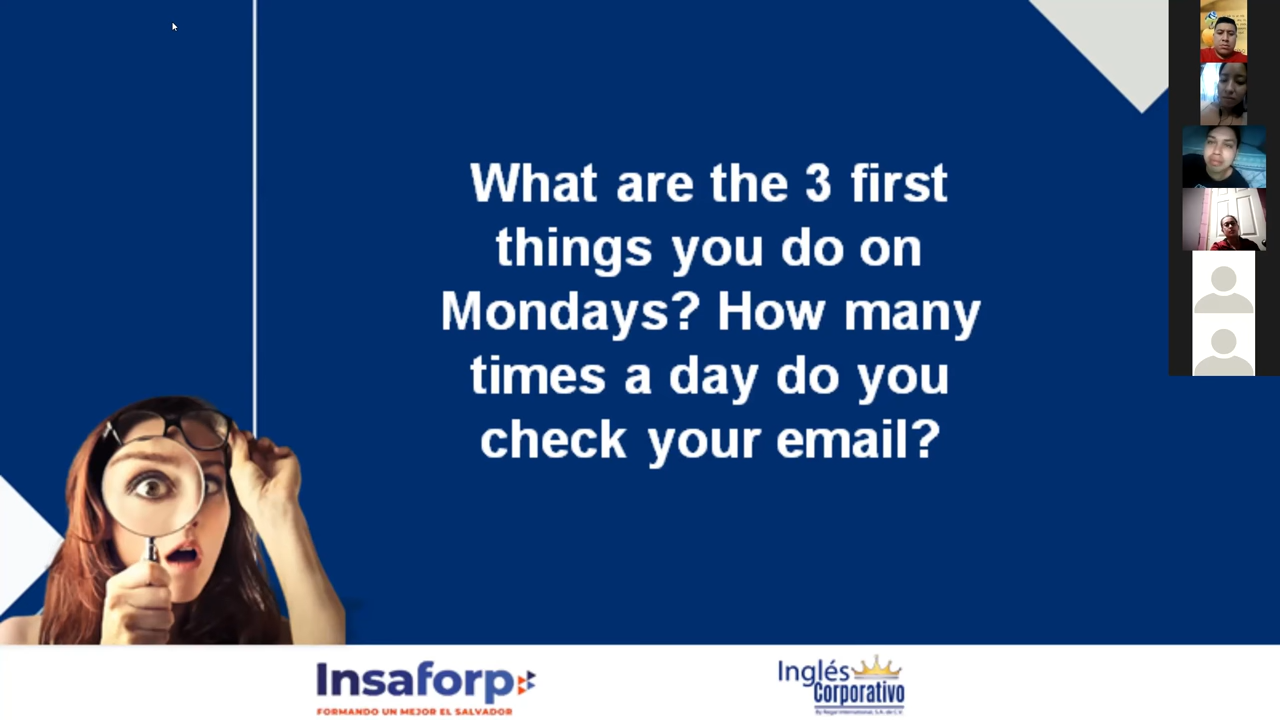 What are the 3 first
things you do on
Mondays? How many
times a day do you
check your email?
Insaforp
FORMANDO UN MEJOR EL SALVADOR
Inglés
Corporativo